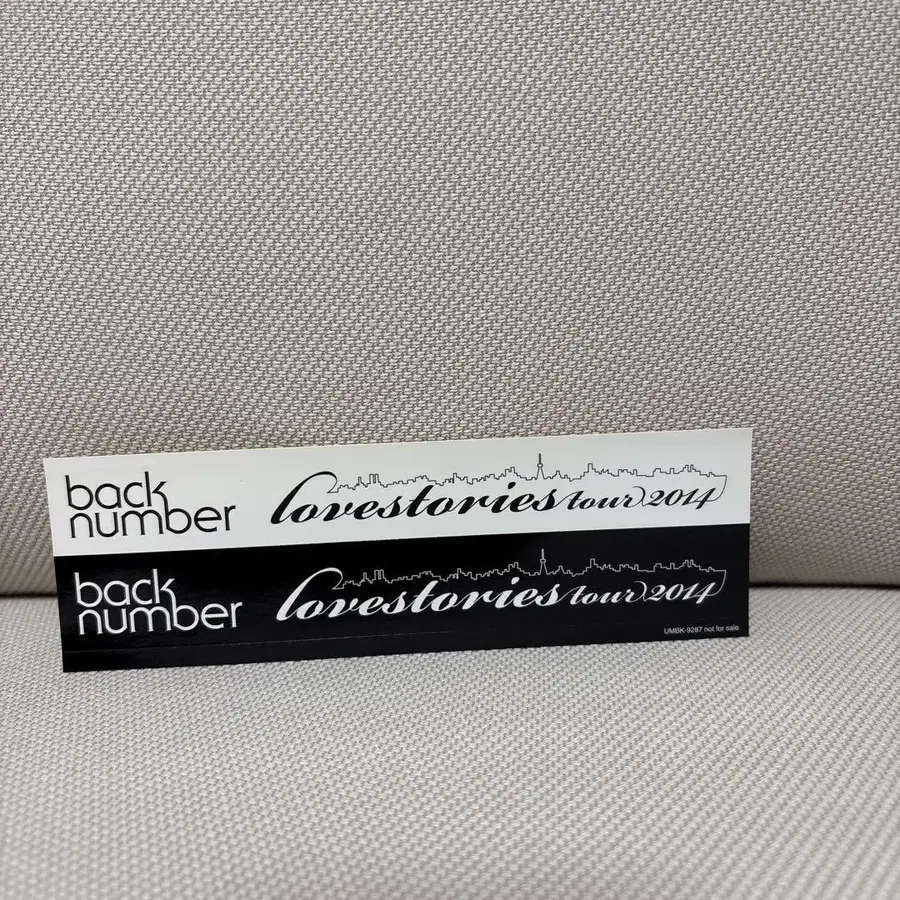 back
number
lovestories tour 2014
back
number
lovestories tour 2014
UMBK-9287 not for sale